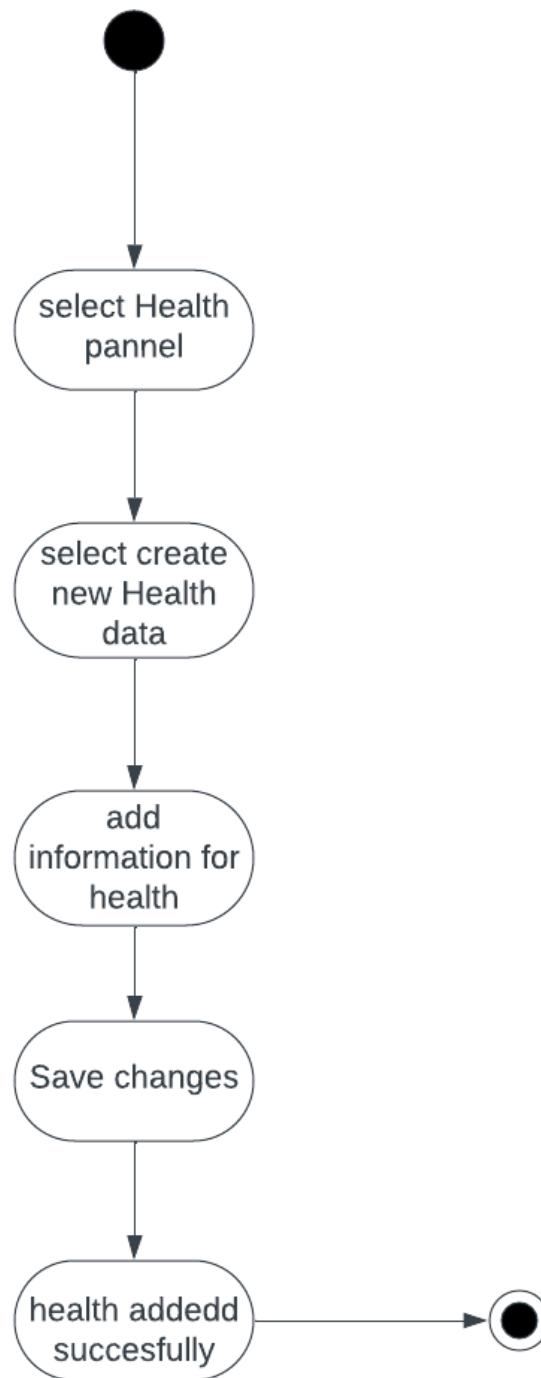 select Health
pannel
select create
new Health
data
add
information for
health
Save changes
health addedd
succesfully